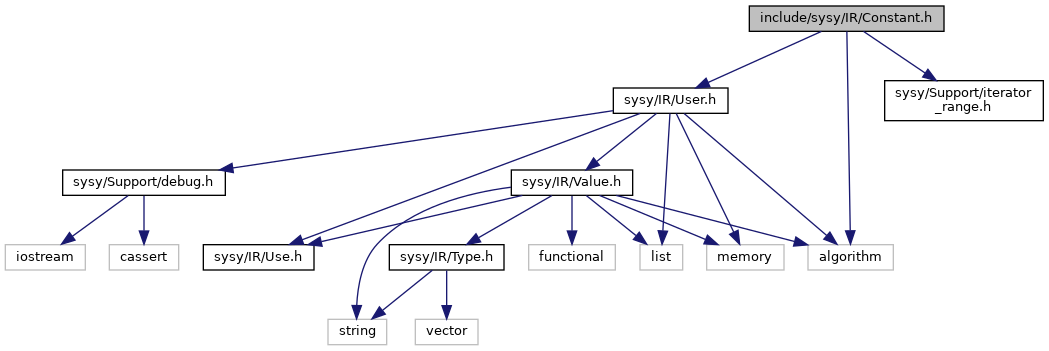 include/sysy/IR/Constant.h
sysy/IR/User.h
sysy/Support/iterator
_range.h
sysy/Support/debug.h
sysy/IR/Value.h
iostream
cassert
sysy/IR/Use.h
sysy/IR/Type.h
functional
list
memory
algorithm
string
vector